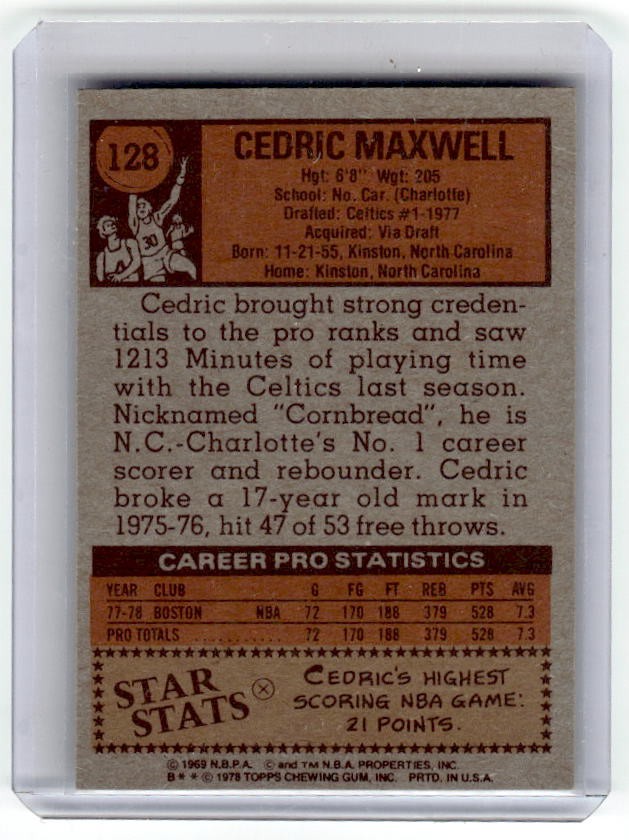 128
CEDRIC MAXWELL
Hgt: 6'8" Wgt: 205
School: No. Car. (Charlotte)
Drafted: Celtics #1-1977
Acquired: Via Draft
Born: 11-21-55, Kinston, North Carolina
Home: Kinston, North Carolina
30
Cedric brought strong creden-
tials to the pro ranks and saw
1213 Minutes of playing time
with the Celtics last season.
Nicknamed "Cornbread", he is
N.C.-Charlotte's No. 1 career
scorer and rebounder. Cedric
broke a 17-year old mark in
1975-76, hit 47 of 53 free throws.
CAREER PRO STATISTICS
YEAR CLUB G FG FT REB PTS AVG
77-78 BOSTON NBA 72 170 188 379 528 7.3
PRO TOTALS .......... 72 170 188 379 528 7.3
STAR
STATS
CEDRIC'S HIGHEST
SCORING NBA GAME:
21 POINTS.
© 1969 N.B.P.A. © and TM N.B.A. PROPERTIES, INC.
B * * © 1978 TOPPS CHEWING GUM, INC. PRTD. IN U.S.A.